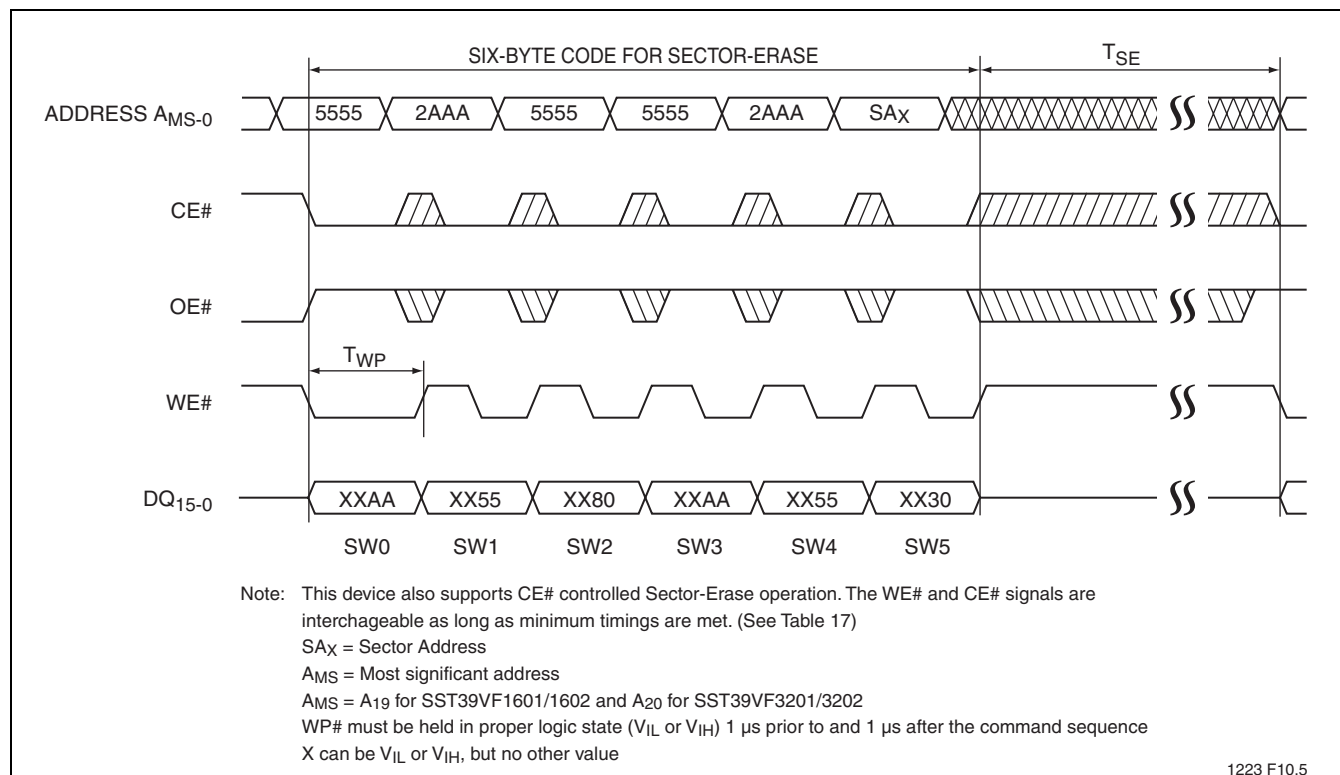 SIX-BYTE CODE FOR SECTOR-ERASE
TSE
ADDRESS AMS-0
5555 2AAA 5555 5555 2AAA SAX
CE#
OE#
TWP
WE#
DQ15-0
XXAA XX55 XX80 XXAA XX55 XX30
SW0 SW1 SW2 SW3 SW4 SW5
Note: This device also supports CE# controlled Sector-Erase operation. The WE# and CE# signals are
interchageable as long as minimum timings are met. (See Table 17)
SAX = Sector Address
AMS = Most significant address
AMS = A19 for SST39VF1601/1602 and A20 for SST39VF3201/3202
WP# must be held in proper logic state (VIL or VIH) 1 µs prior to and 1 µs after the command sequence
X can be VIL or VIH, but no other value
1223 F10.5